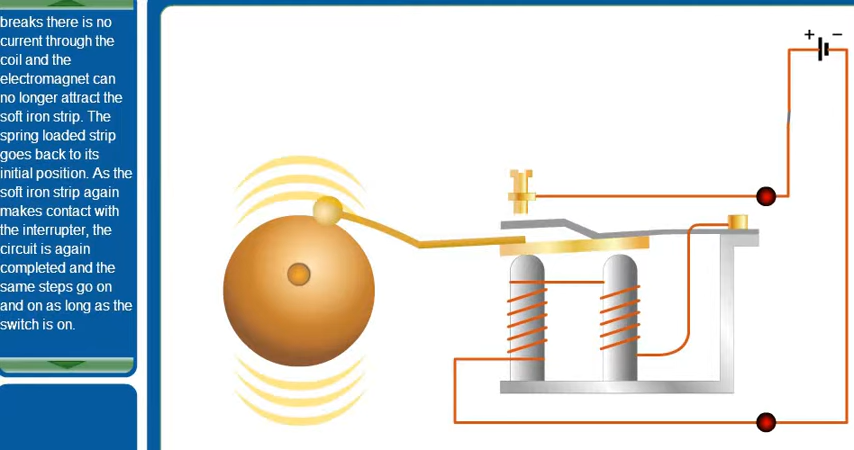 breaks there is no
current through the
coil and the
electromagnet can
no longer attract the
soft iron strip. The
spring loaded strip
goes back to its
initial position. As the
soft iron strip again
makes contact with
the interrupter, the
circuit is again
completed and the
same steps go on
and on as long as the
switch is on.
+ −